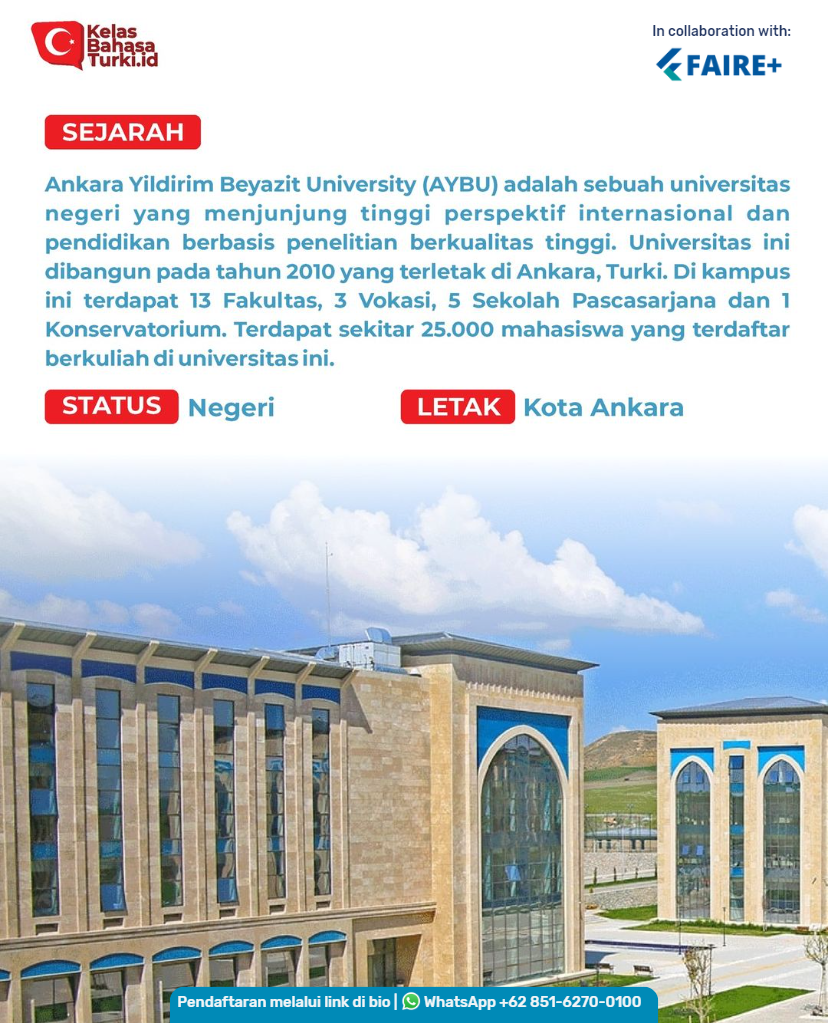 Kelas
Bahasa
Turki.id
In collaboration with:
FAIRE+
SEJARAH
Ankara Yildirim Beyazit University (AYBU) adalah sebuah universitas
negeri yang menjunjung tinggi perspektif internasional dan
pendidikan berbasis penelitian berkualitas tinggi. Universitas ini
dibangun pada tahun 2010 yang terletak di Ankara, Turki. Di kampus
ini terdapat 13 Fakultas, 3 Vokasi, 5 Sekolah Pascasarjana dan 1
Konservatorium. Terdapat sekitar 25.000 mahasiswa yang terdaftar
berkuliah di universitas ini.
STATUS Negeri
LETAK Kota Ankara
Pendaftaran melalui link di bio | WhatsApp +62 851-6270-0100